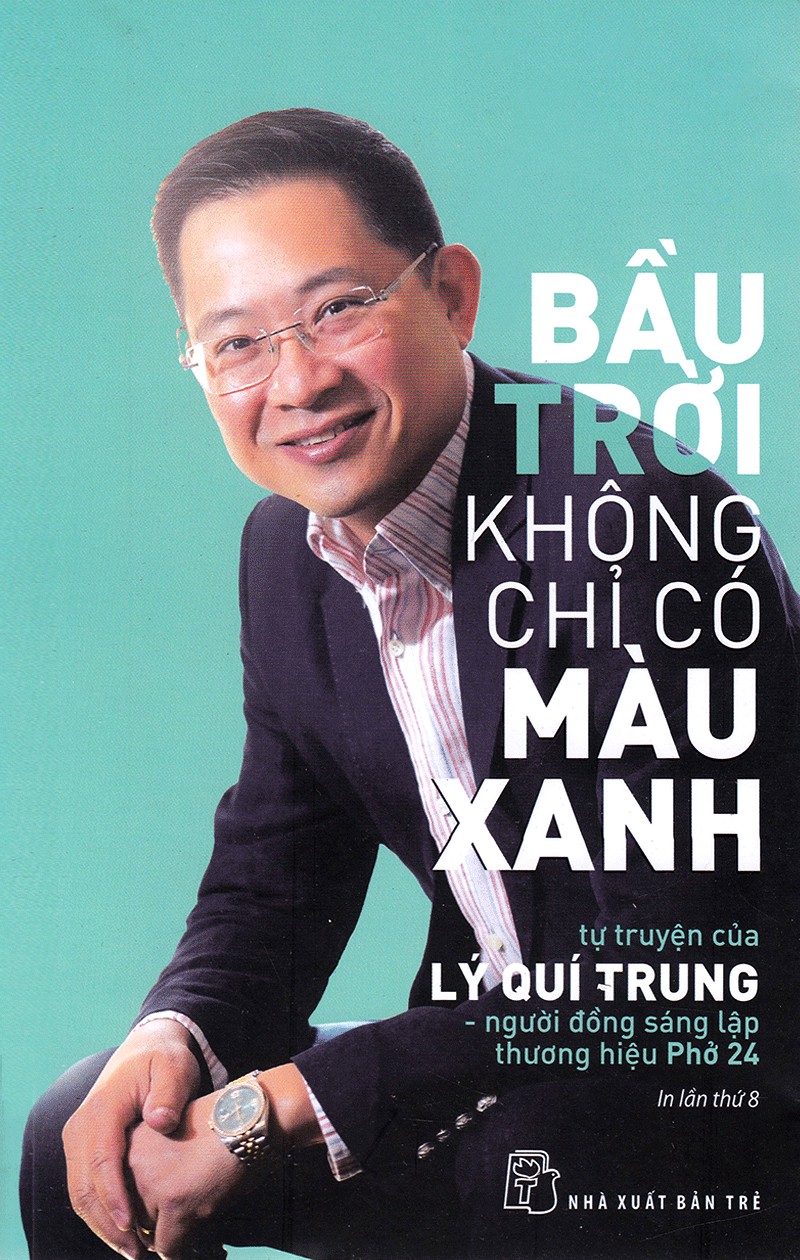 BẦU
TRỜI
KHÔNG
CHỈ CÓ
MÀU
XANH
tự truyện của
LÝ QUÍ TRUNG
- người đồng sáng lập
thương hiệu Phở 24
In lần thứ 8
T
NHÀ XUẤT BẢN TRẺ